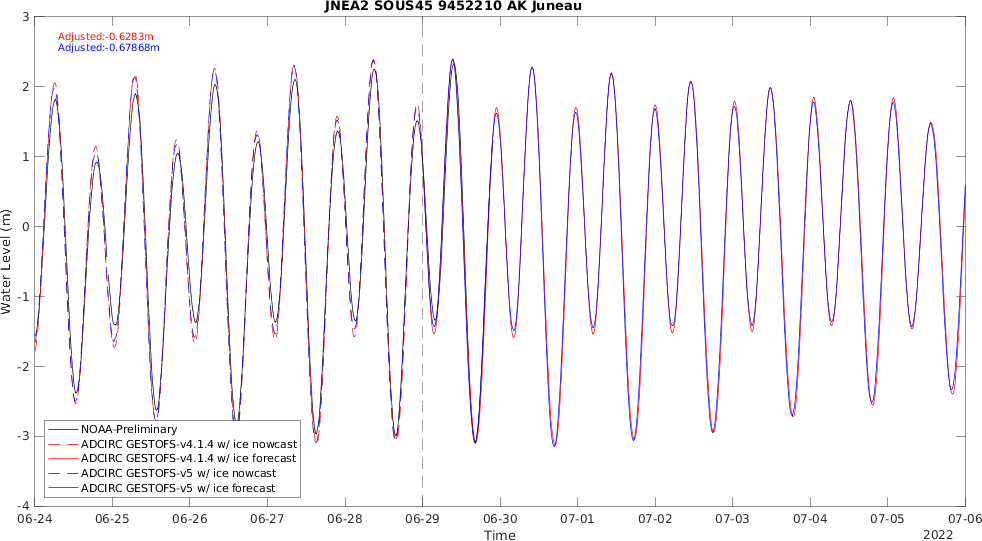 JNEA2 SOUS45 9452210 AK Juneau
Adjusted:-0.6283m
Adjusted:-0.67868m
3
2
1
0
-1
-2
-3
-4
Water Level (m)
NOAA-Preliminary
ADCIRC GESTOFS-v4.1.4 w/ ice nowcast
ADCIRC GESTOFS-v4.1.4 w/ ice forecast
ADCIRC GESTOFS-v5 w/ ice nowcast
ADCIRC GESTOFS-v5 w/ ice forecast
06-24 06-25 06-26 06-27 06-28 06-29 06-30 07-01 07-02 07-03 07-04 07-05 07-06
Time
2022